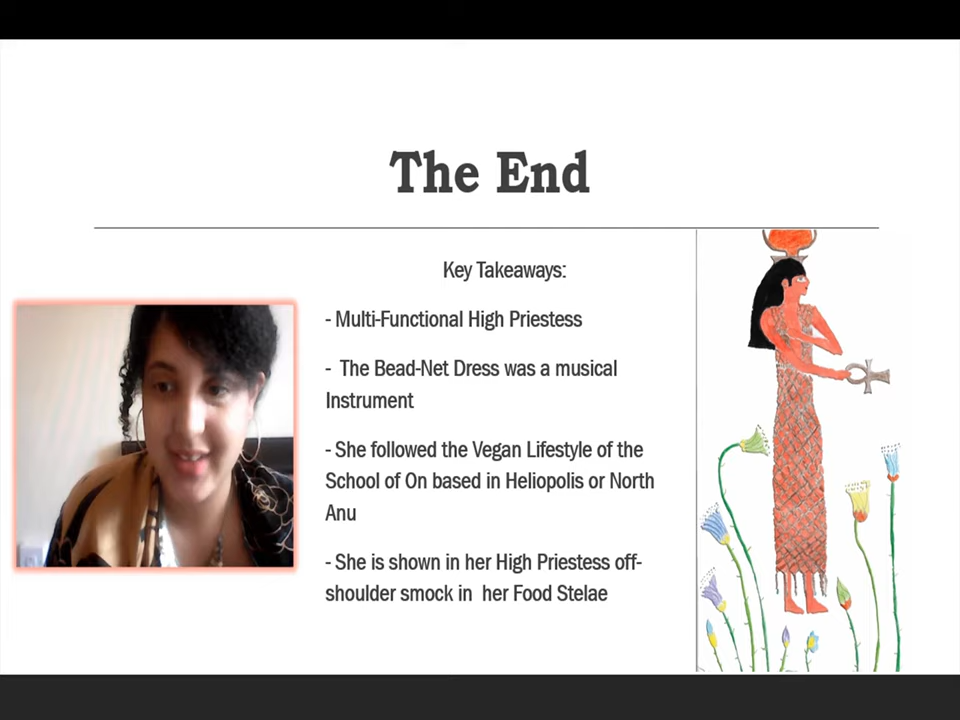 The End
Key Takeaways:
- Multi-Functional High Priestess
- The Bead-Net Dress was a musical
Instrument
- She followed the Vegan Lifestyle of the
School of On based in Heliopolis or North
Anu
- She is shown in her High Priestess off-
shoulder smock in her Food Stelae